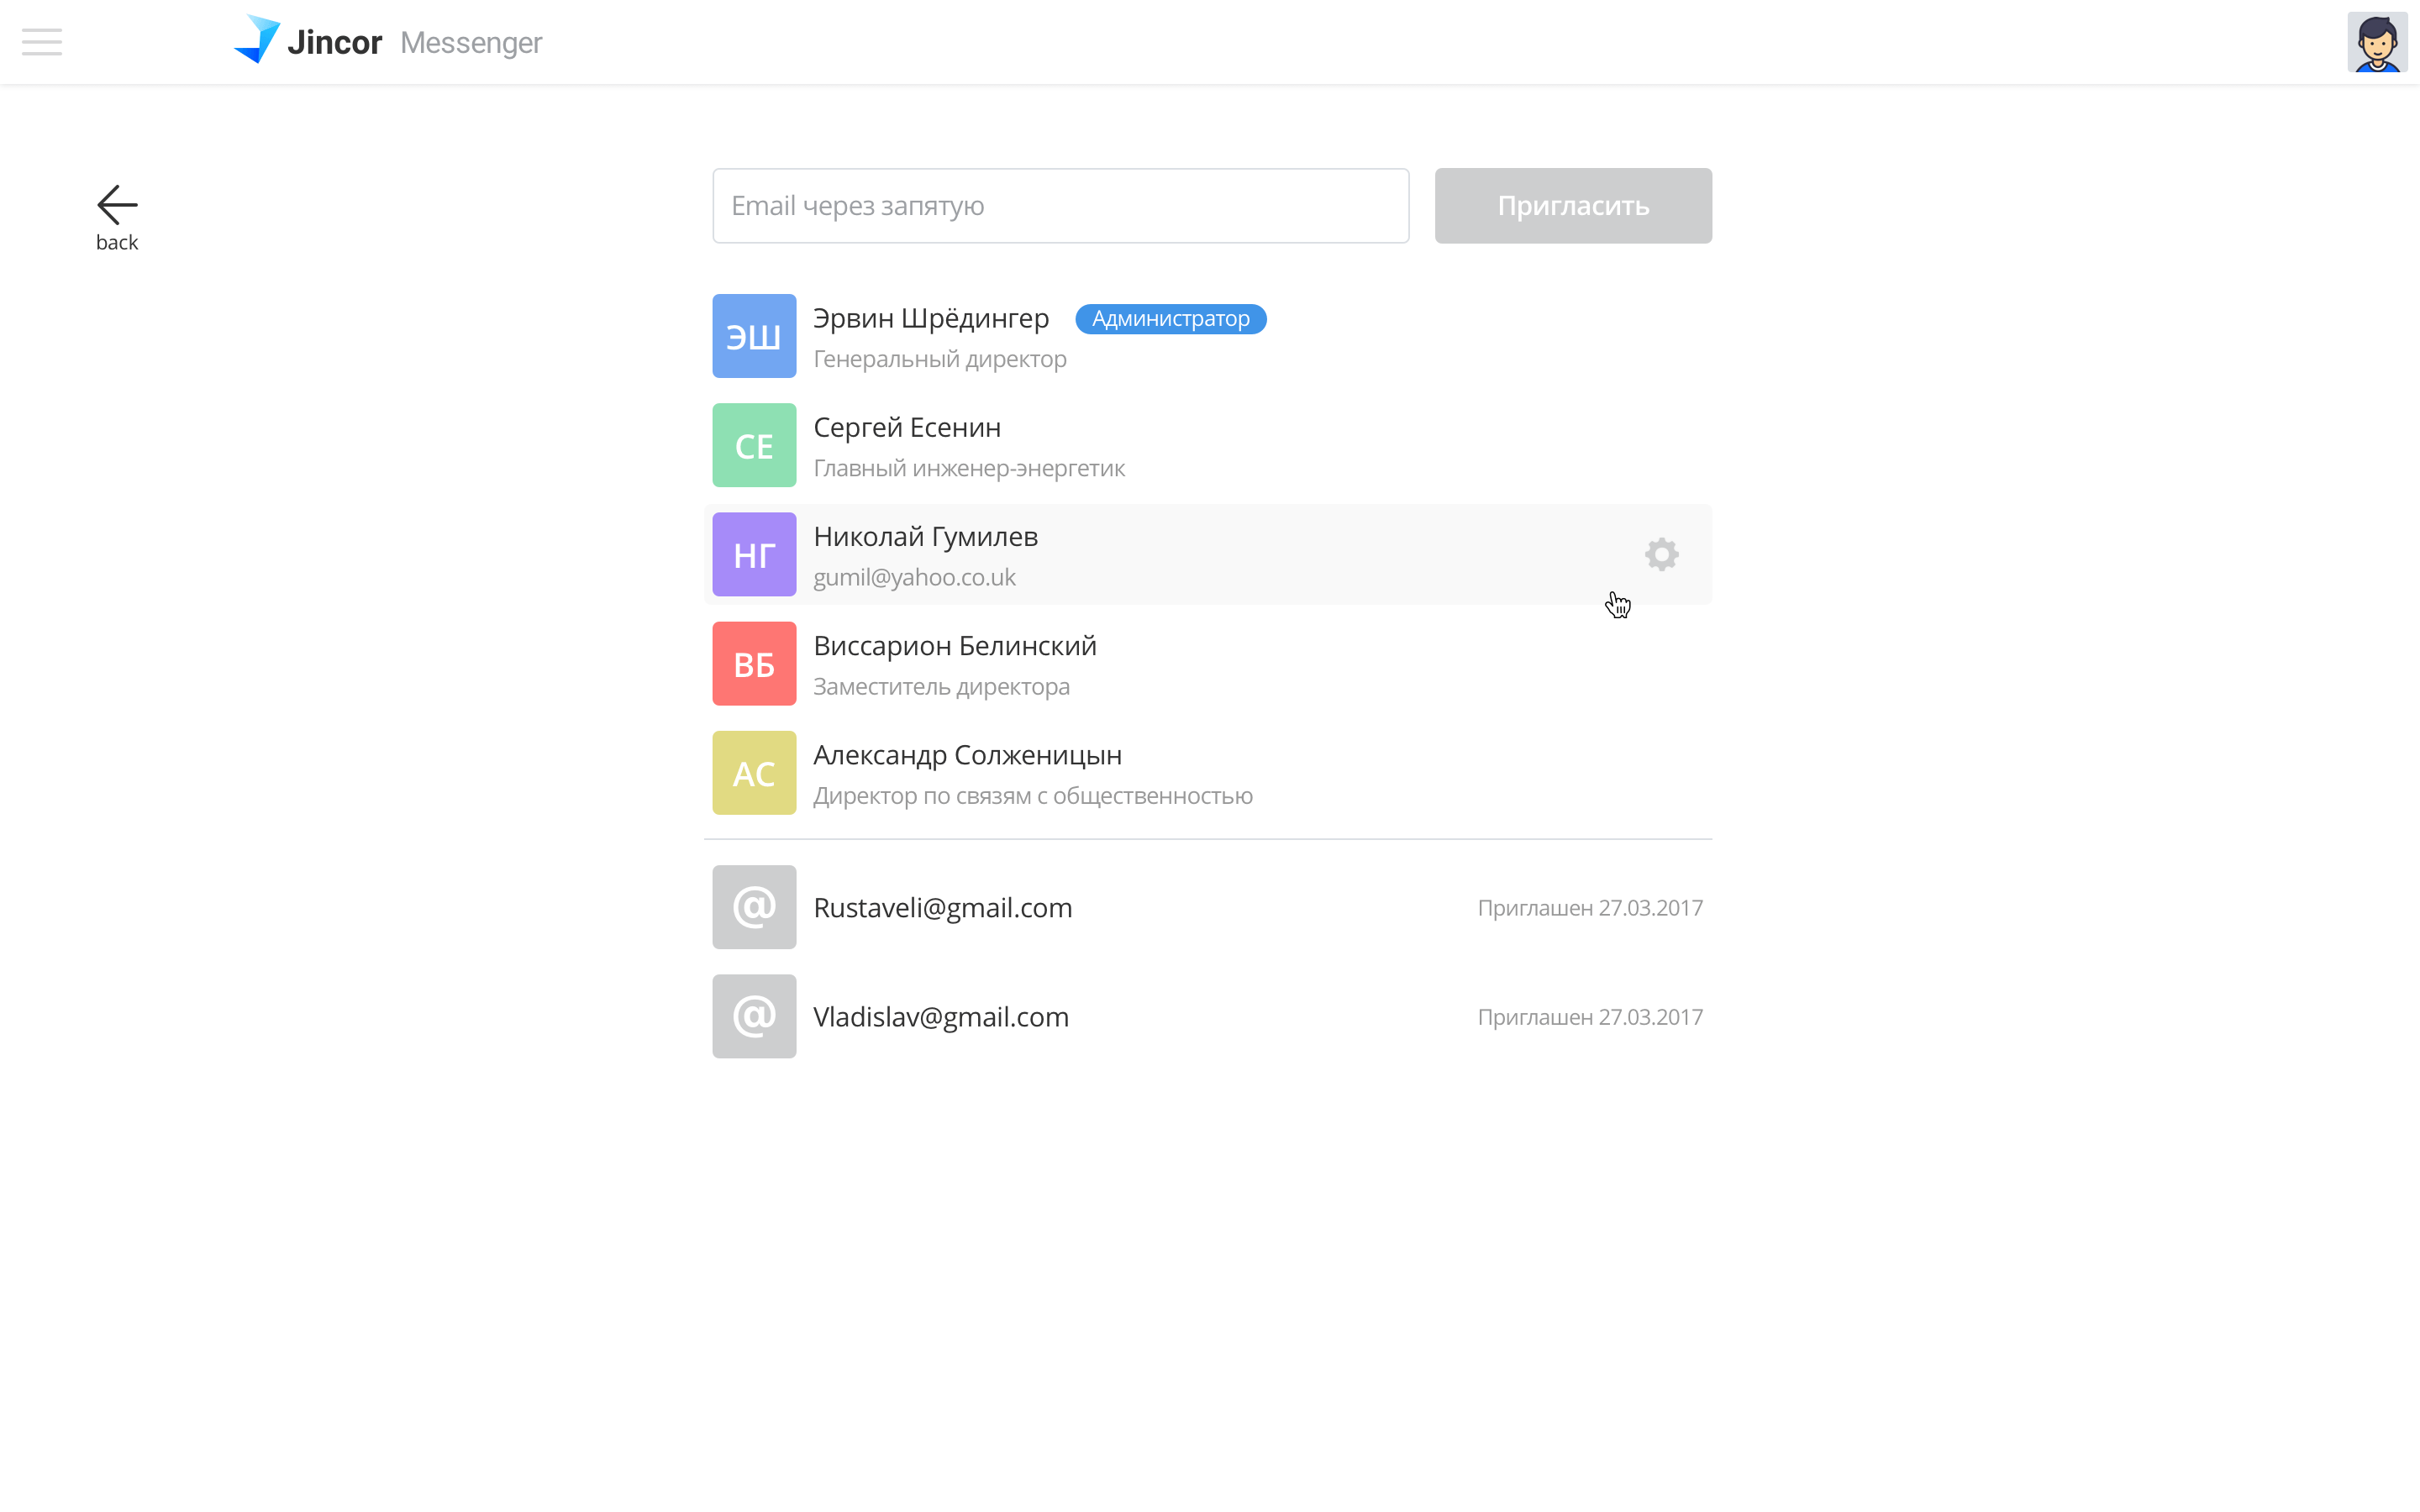 Jincor Messenger
back
Email через запятую
Пригласить
ЭШ
Эрвин Шрёдингер
Администратор
Генеральный директор
СЕ
Сергей Есенин
Главный инженер-энергетик
НГ
Николай Гумилев
gumil@yahoo.co.uk
ВБ
Виссарион Белинский
Заместитель директора
АС
Александр Солженицын
Директор по связям с общественностью
@
Rustaveli@gmail.com
Приглашен 27.03.2017
@
Vladislav@gmail.com
Приглашен 27.03.2017